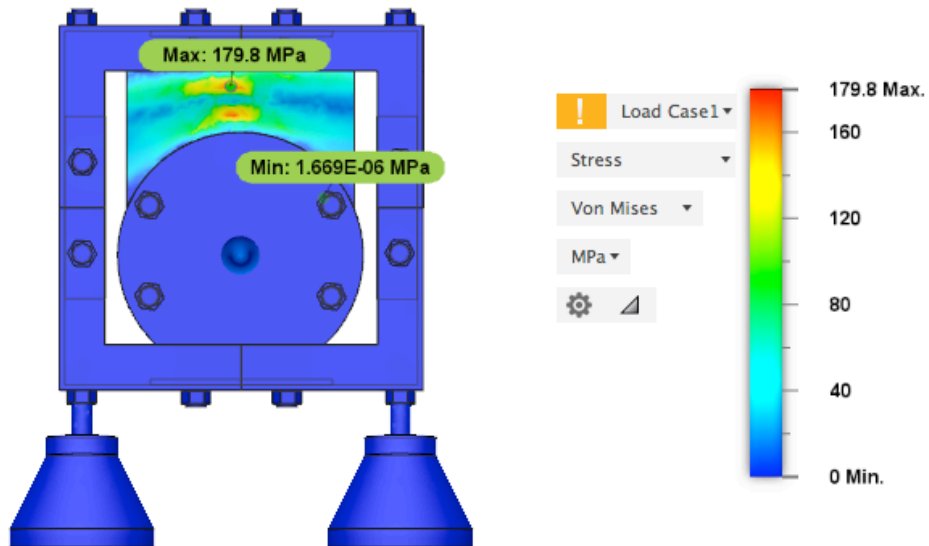 Max: 179.8 MPa
Min: 1.669E-06 MPa
! Load Case1
Stress
Von Mises
MPa
179.8 Max.
160
120
80
40
0 Min.